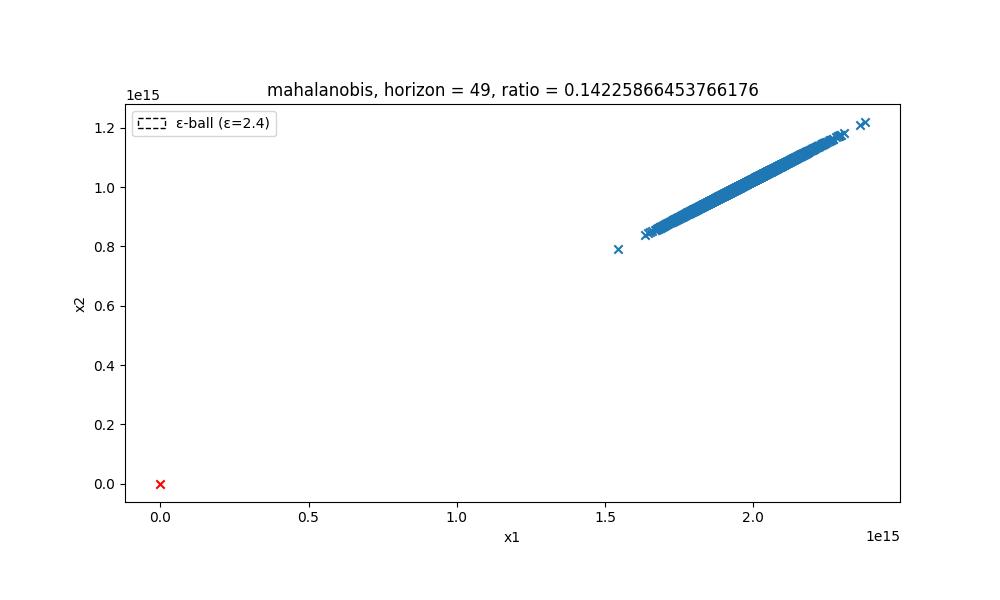 mahalanobis, horizon = 49, ratio = 0.14225866453766176
1e15
ε-ball (ε=2.4)
1.2
1.0
0.8
0.6
0.4
0.2
0.0
x2
0.0 0.5 1.0 1.5 2.0
x1
1e15